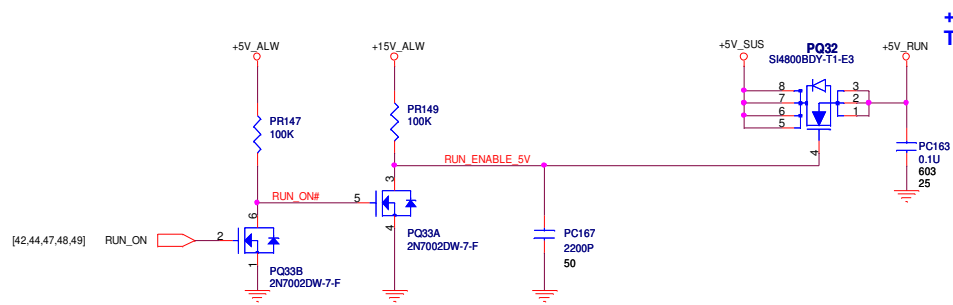 +
T
+5V_ALW
+15V_ALW
+5V_SUS
PQ32
SI4800BDY-T1-E3
+5V_RUN
8
7
6
5
3
2
1
4
PR147
100K
PR149
100K
RUN_ENABLE_5V
PC163
0.1U
603
25
RUN_ON#
5
3
4
PQ33A
2N7002DW-7-F
PC167
2200P
50
[42,44,47,48,49]
RUN_ON
2
6
1
PQ33B
2N7002DW-7-F